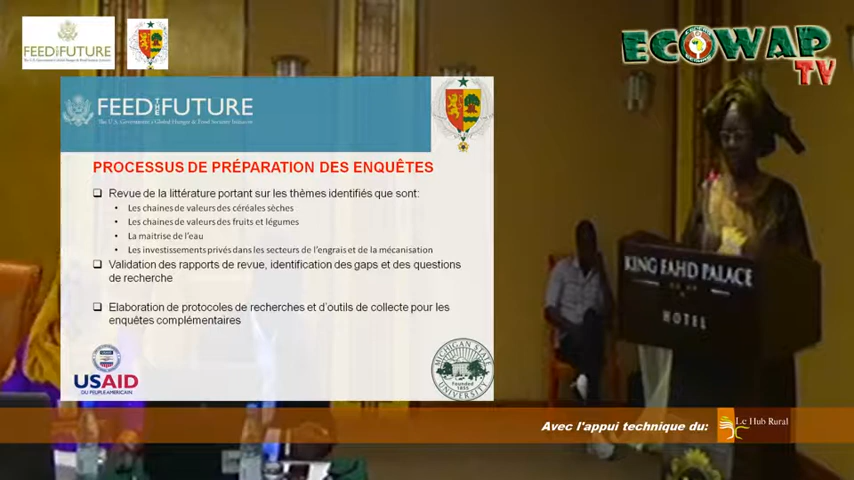 FEED THE FUTURE
ECOWAP
TV
FEED THE FUTURE
The U.S. Government's Global Hunger & Food Security Initiative
PROCESSUS DE PRÉPARATION DES ENQUÊTES
❑ Revue de la littérature portant sur les thèmes identifiés que sont:
• Les chaines de valeurs des céréales sèches
• Les chaines de valeurs des fruits et légumes
• La maitrise de l'eau
• Les investissements privés dans les secteurs de l'engrais et de la mécanisation
❑ Validation des rapports de revue, identification des gaps et des questions
de recherche
❑ Elaboration de protocoles de recherches et d'outils de collecte pour les
enquêtes complémentaires
USAID
DU PEUPLE AMERICAIN
MICHIGAN STATE
UNIVERSITY
Founded
1855
KING FAHD PALACE
HOTEL
Avec l'appui technique du:
Le Hub Rural